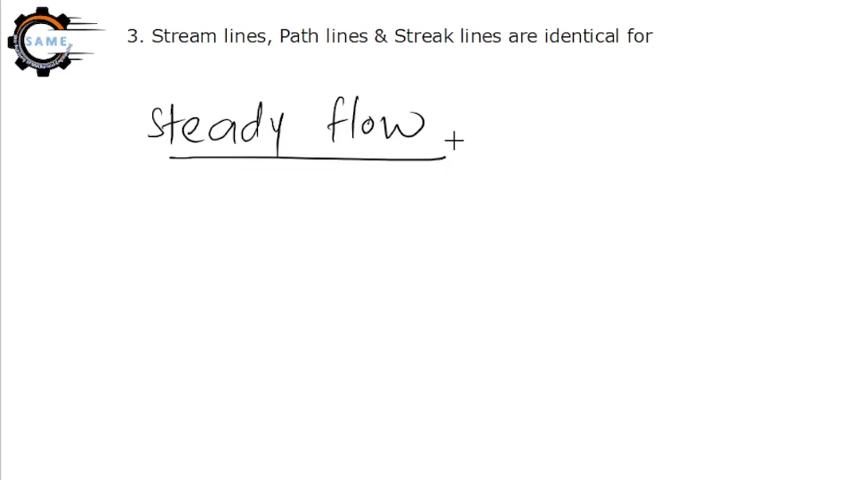 SAME
3. Stream lines, Path lines & Streak lines are identical for
steady flow